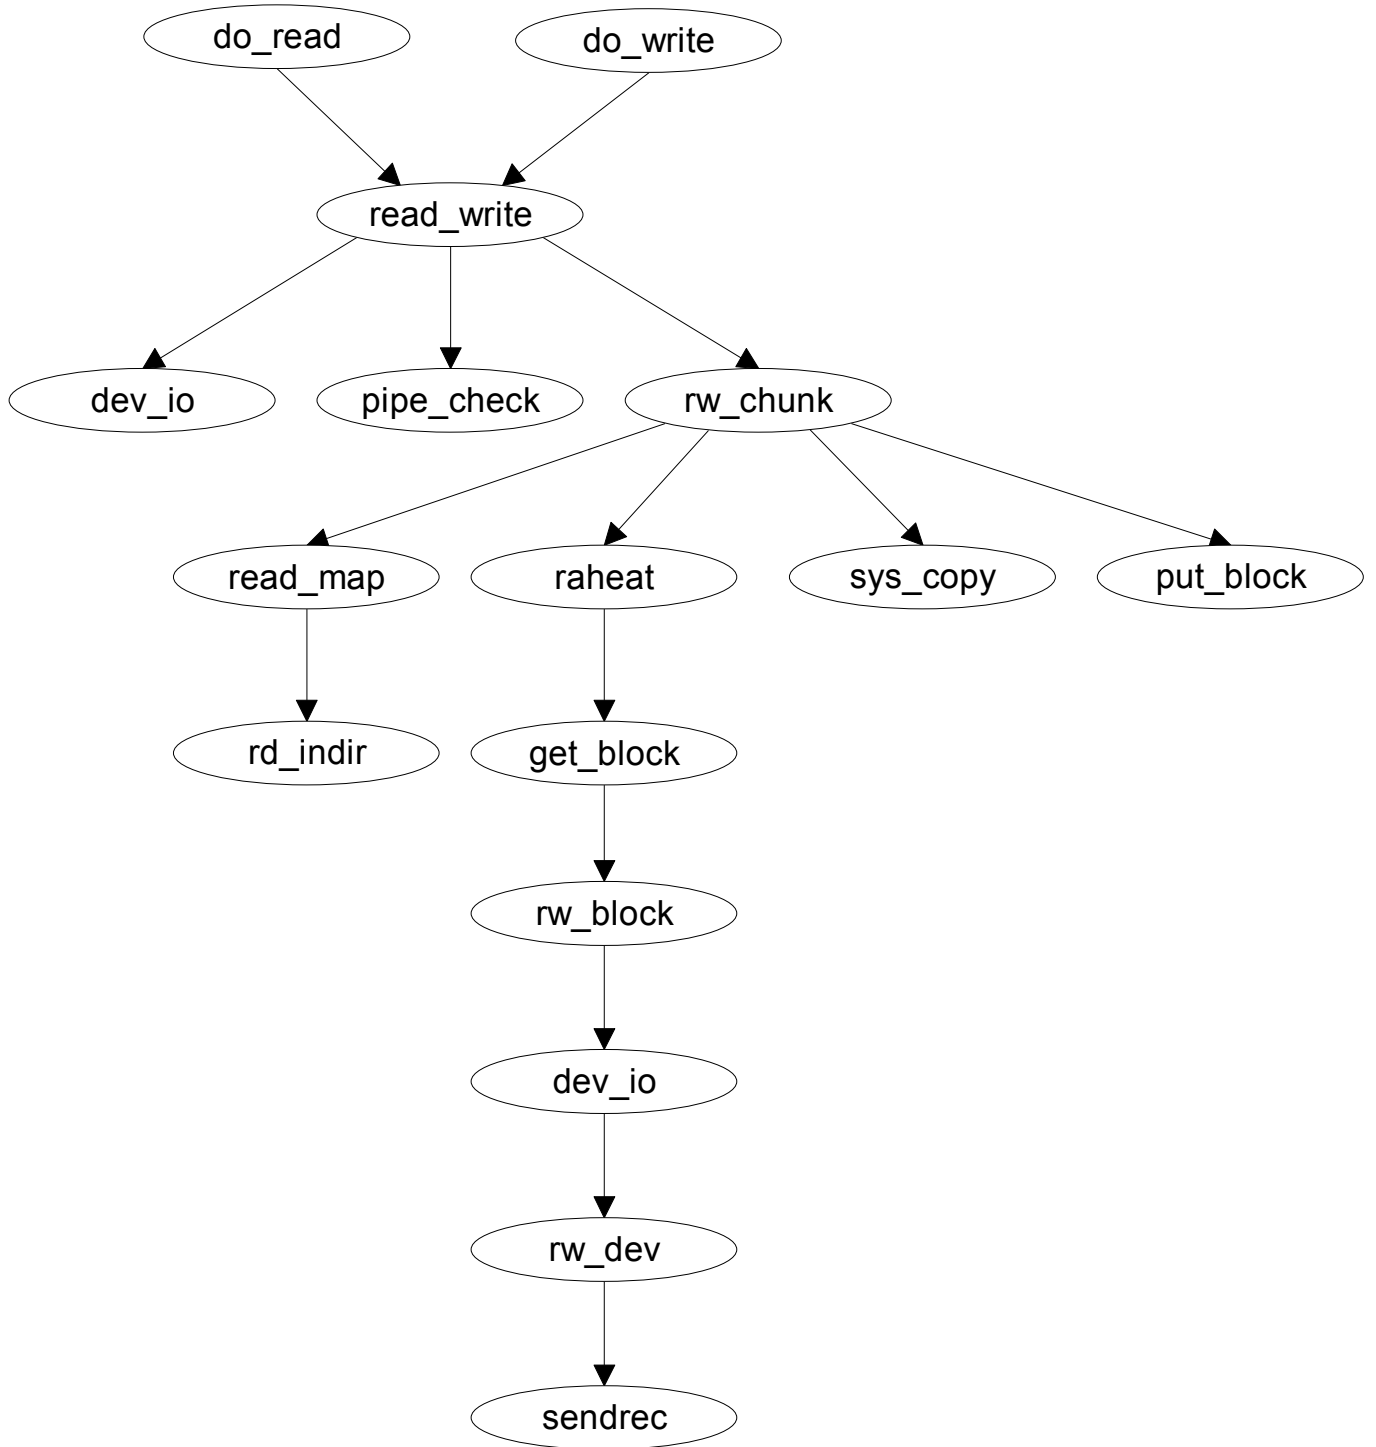 do_read
do_write
read_write
dev_io
pipe_check
rw_chunk
read_map
raheat
sys_copy
put_block
rd_indir
get_block
rw_block
dev_io
rw_dev
sendrec